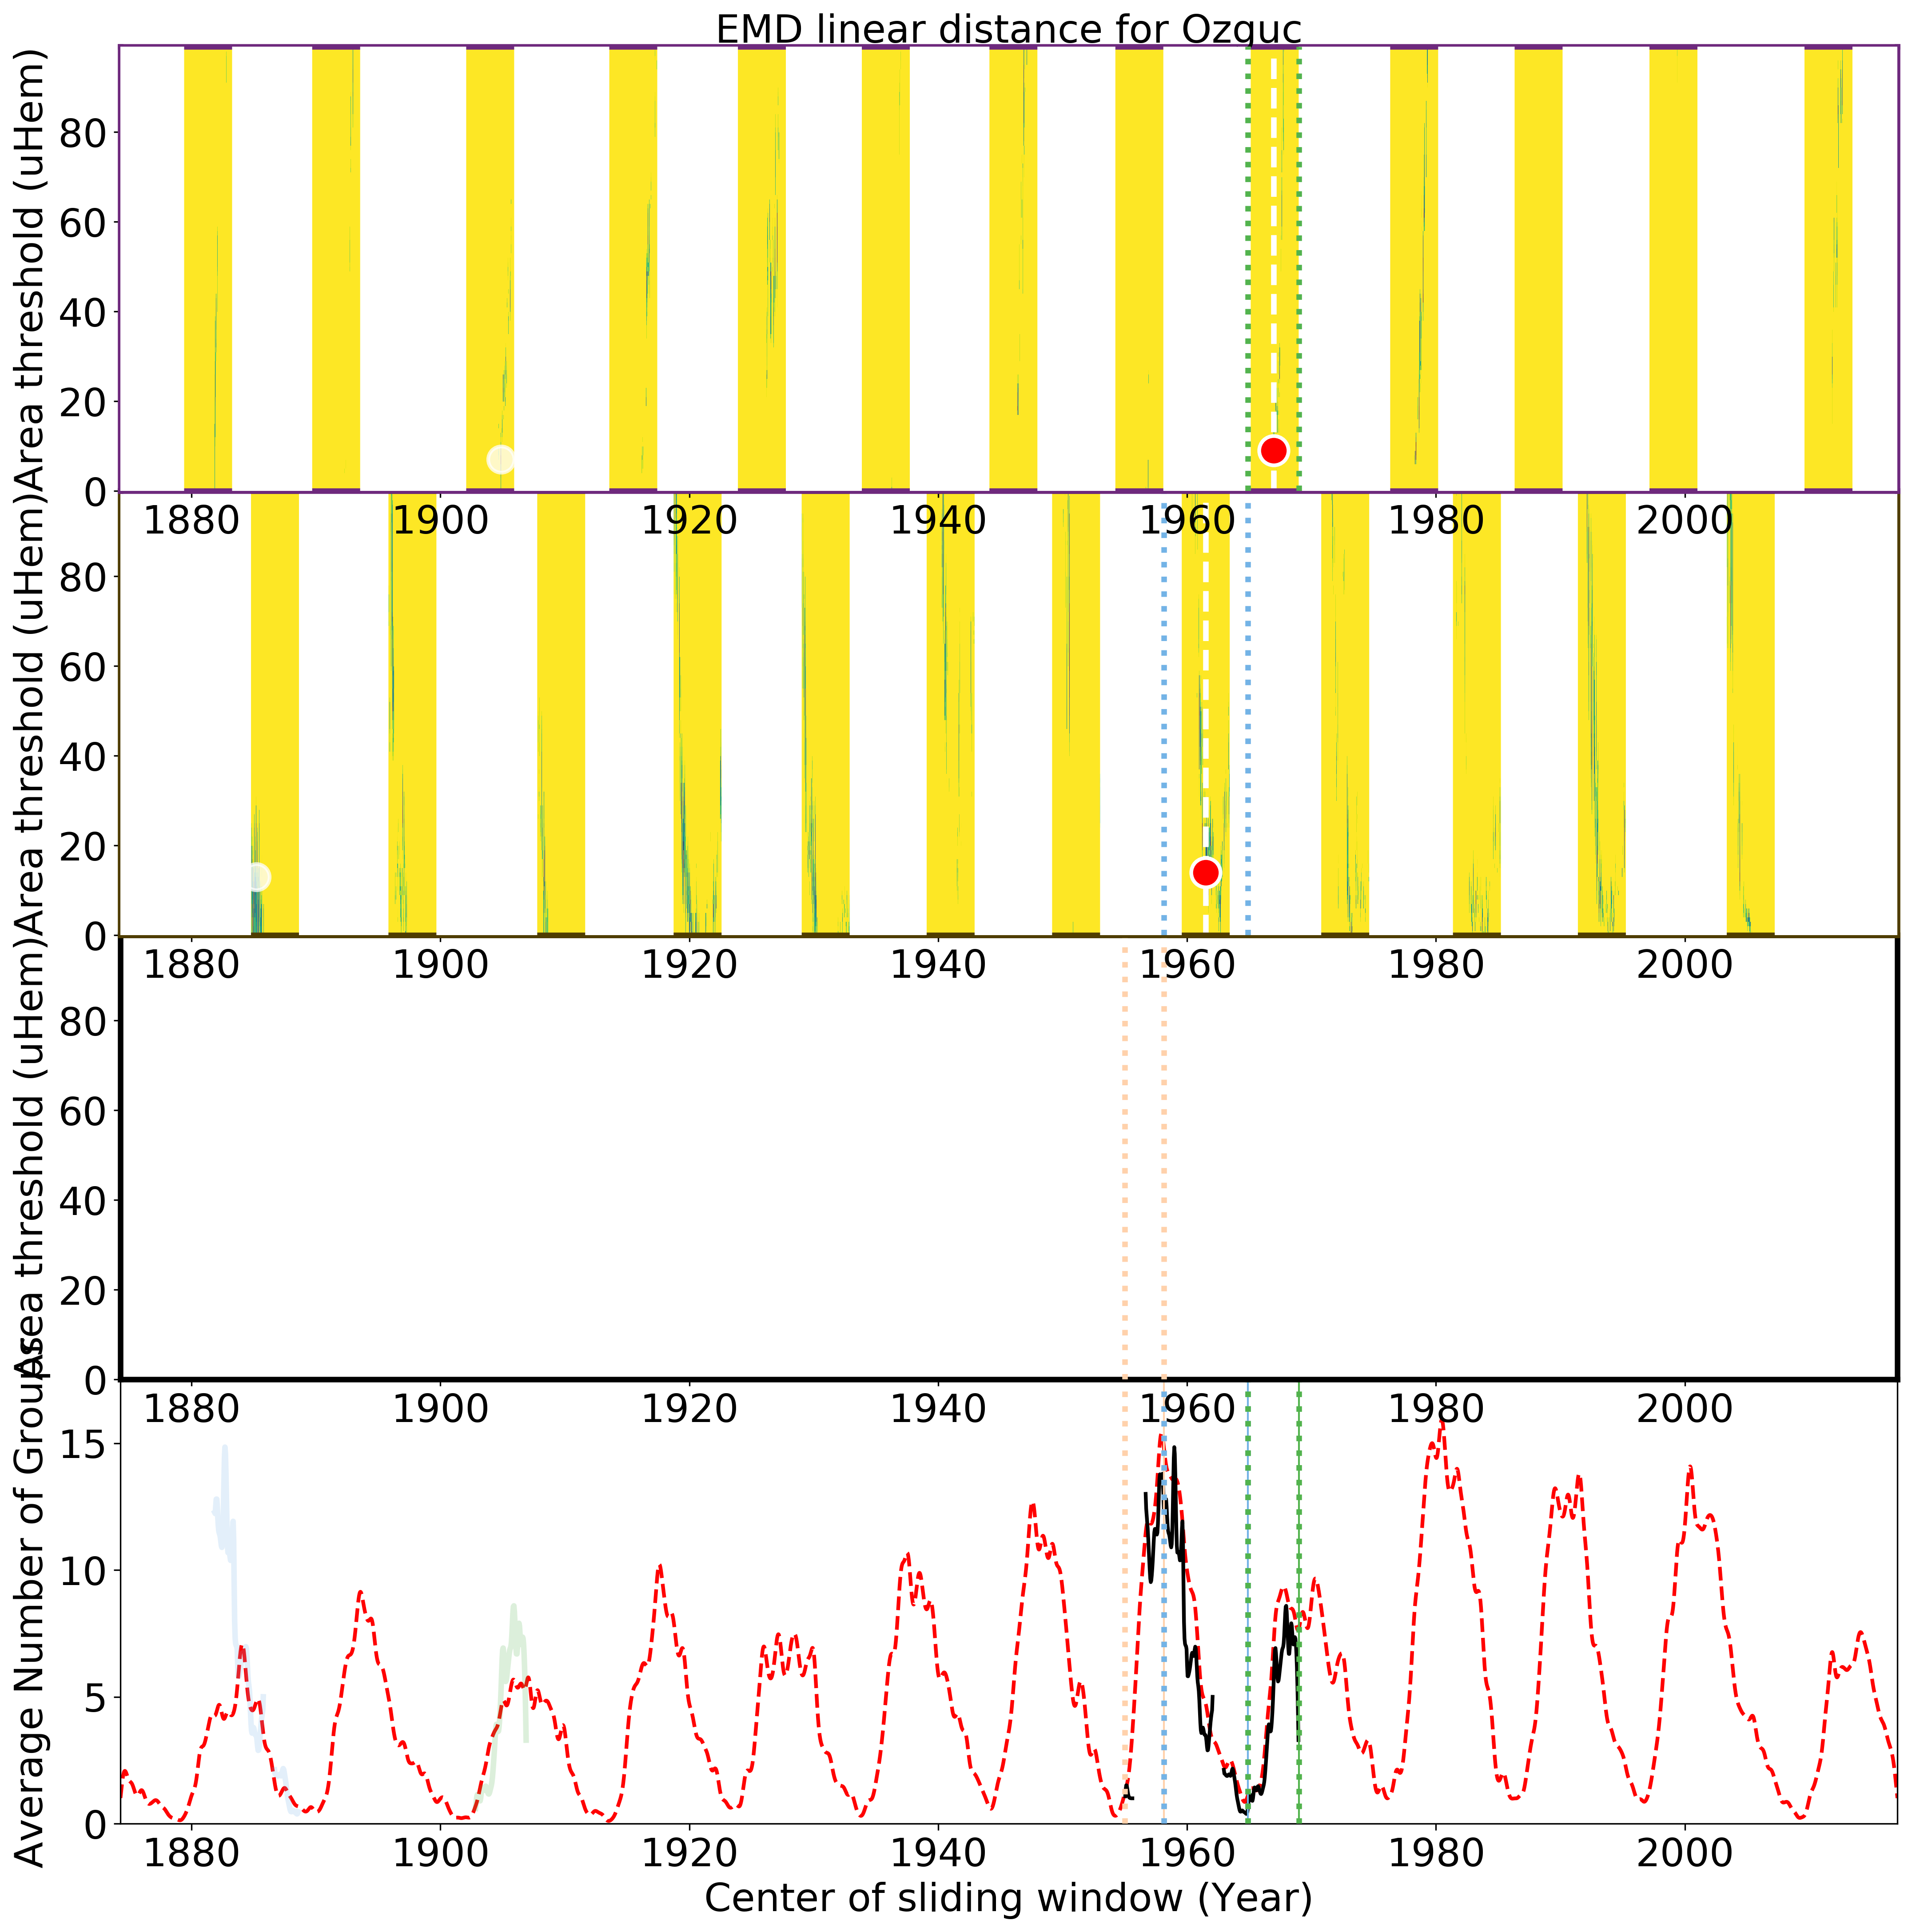 EMD linear distance for Ozguc
Area threshold (uHem)
80
60
40
20
0
1880 1900 1920 1940 1960 1980 2000
Area threshold (uHem)
80
60
40
20
0
1880 1900 1920 1940 1960 1980 2000
Area threshold (uHem)
80
60
40
20
0
1880 1900 1920 1940 1960 1980 2000
Average Number of Groups
15
10
5
0
1880 1900 1920 1940 1960 1980 2000
Center of sliding window (Year)